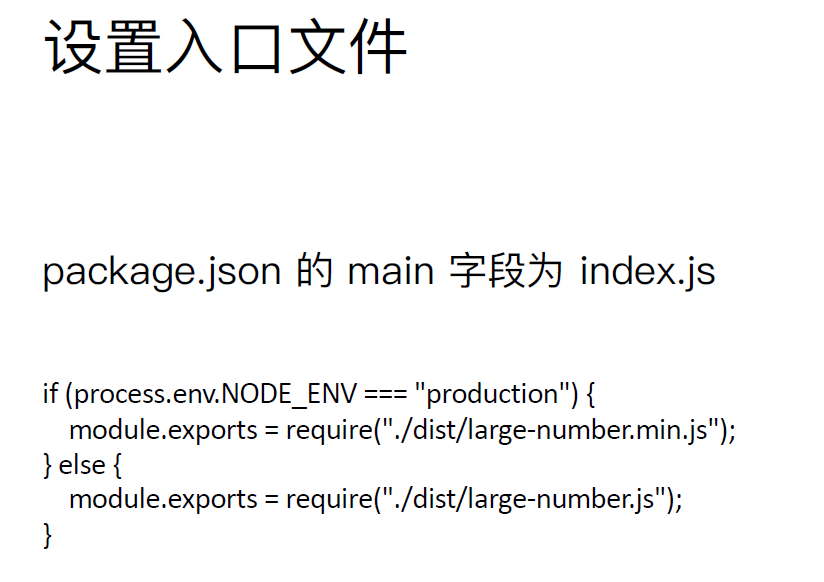 设置入口文件
package.json 的 main 字段为 index.js
if (process.env.NODE_ENV === "production") {
    module.exports = require("./dist/large-number.min.js");
} else {
    module.exports = require("./dist/large-number.js");
}